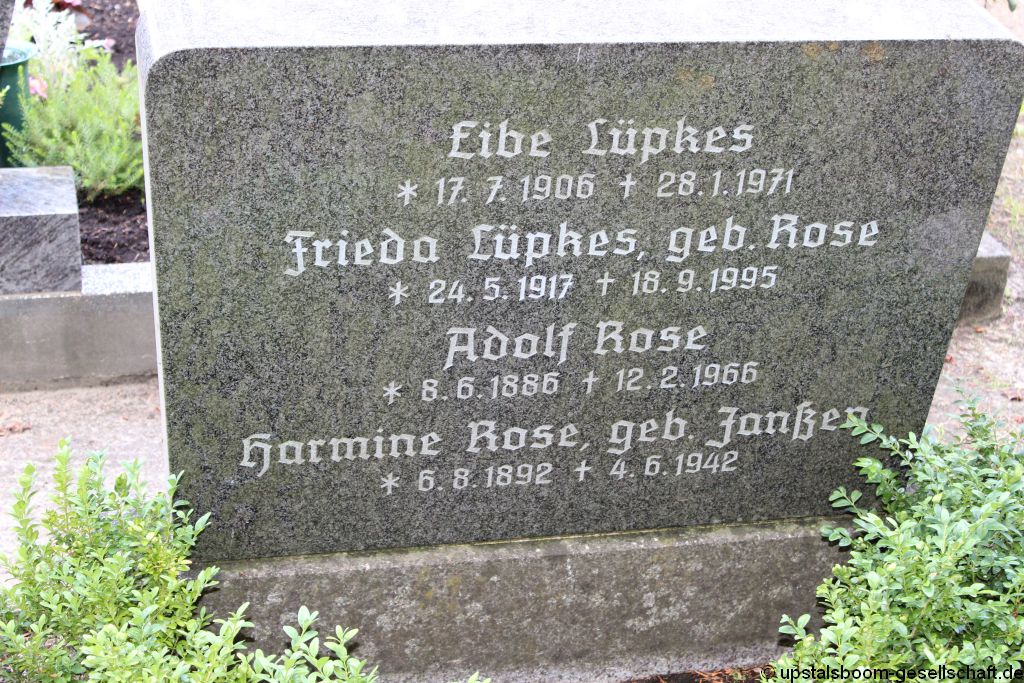 Eibe Lüpkes
* 17. 7. 1906 † 28. 1. 1971
Frieda Lüpkes, geb. Rose
* 24. 5. 1917 † 18. 9. 1995
Adolf Rose
* 8. 6. 1886 † 12. 2. 1966
Harmine Rose, geb. Janßen
* 6. 8. 1892 † 4. 6. 1942
© upstalsboom-gesellschaft.de